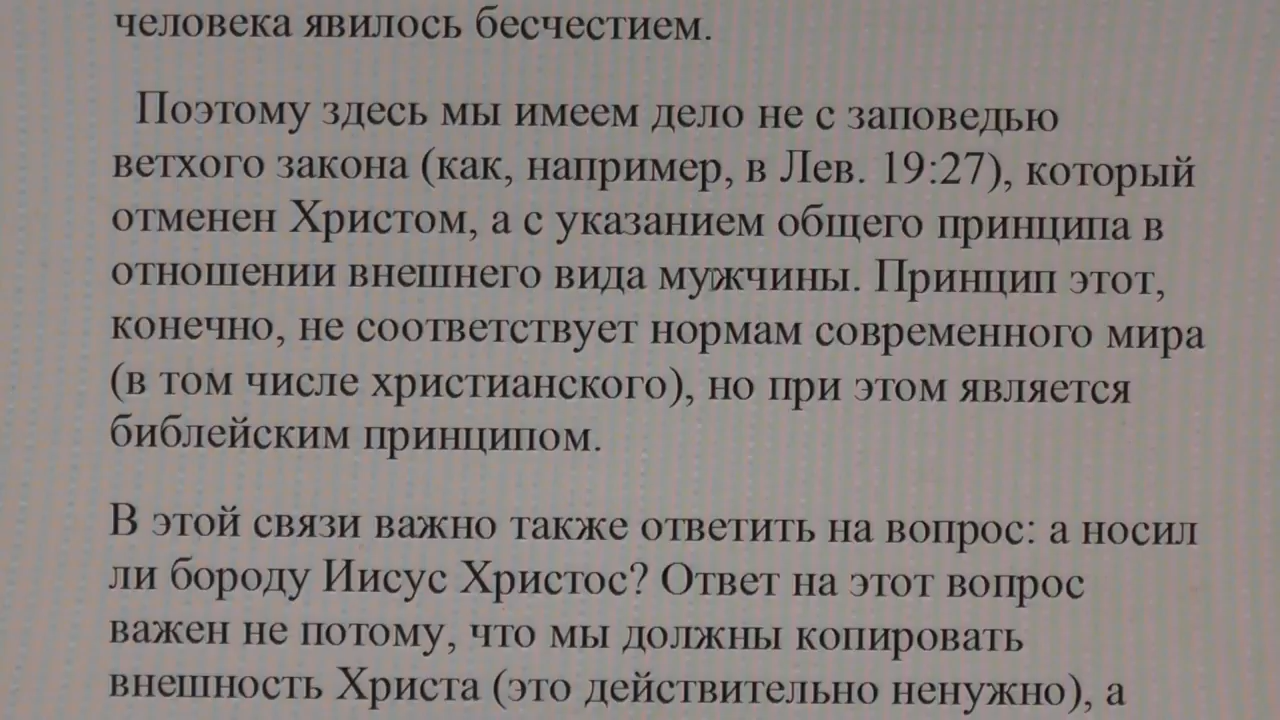 человека явилось бесчестием.
Поэтому здесь мы имеем дело не с заповедью
ветхого закона (как, например, в Лев. 19:27), который
отменен Христом, а с указанием общего принципа в
отношении внешнего вида мужчины. Принцип этот,
конечно, не соответствует нормам современного мира
(в том числе христианского), но при этом является
библейским принципом.
В этой связи важно также ответить на вопрос: а носил
ли бороду Иисус Христос? Ответ на этот вопрос
важен не потому, что мы должны копировать
внешность Христа (это действительно ненужно), а